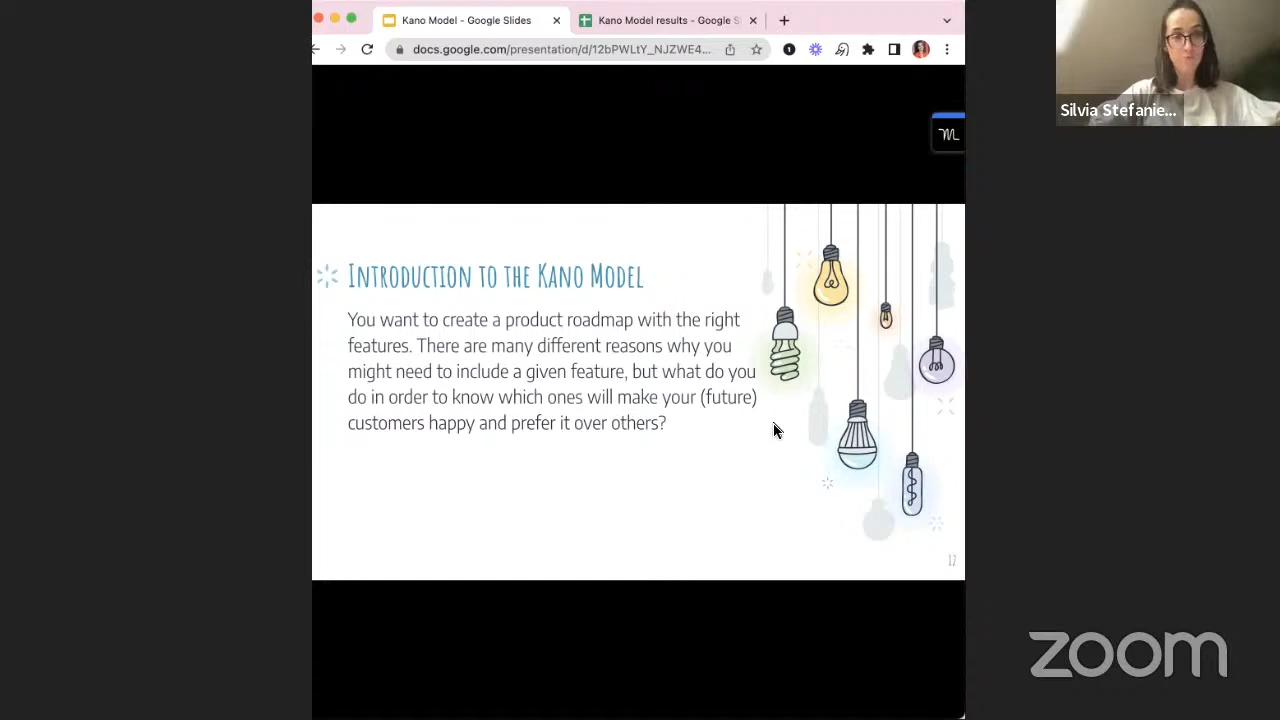 Kano Model - Google Slides
Kano Model results - Google S
docs.google.com/presentation/d/12bPWLtY_NJZWE4...
Silvia Stefanie...
Introduction to the Kano Model
You want to create a product roadmap with the right
features. There are many different reasons why you
might need to include a given feature, but what do you
do in order to know which ones will make your (future)
customers happy and prefer it over others?
17
zoom